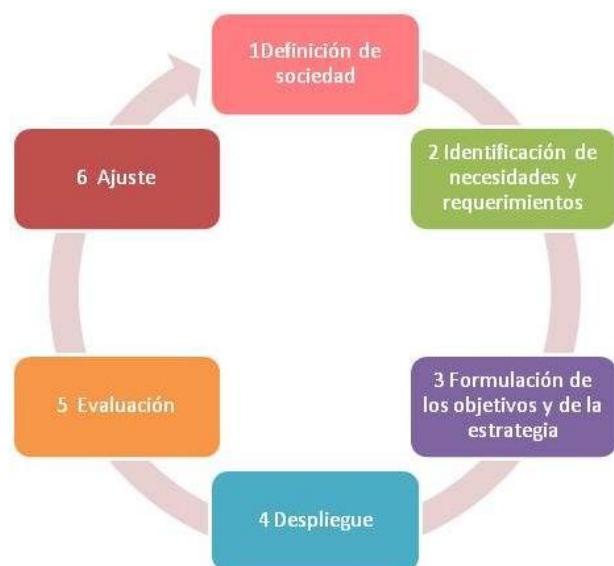 1Definición de
sociedad
2 Identificación de
necesidades y
requerimientos
3 Formulación de
los objetivos y de la
estrategia
4 Despliegue
5 Evaluación
6 Ajuste